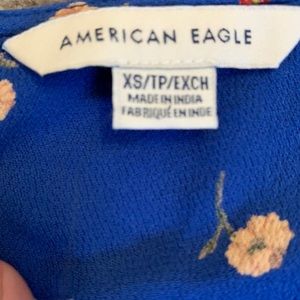 AMERICAN EAGLE
XS/TP/EXCH
MADE IN INDIA
FABRIQUÉ EN INDE